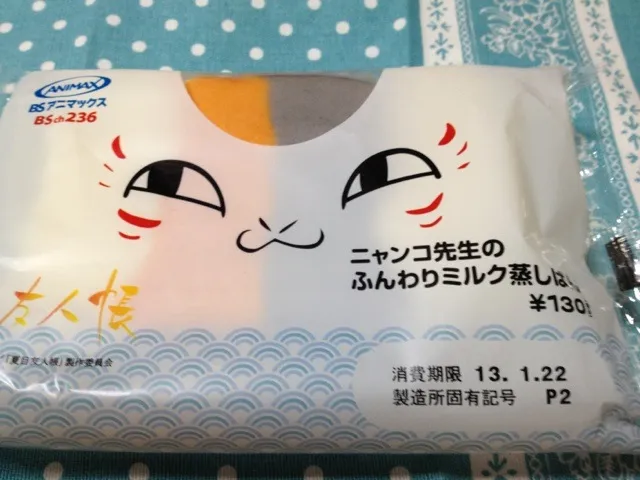 ANIMAX
BSアニマックス
BSch236
ニャンコ先生の
ふんわりミルク蒸しぱ
¥130
友人帳
「夏目友人帳」製作委員会
消費期限 13. 1.22
製造所固有記号 P2